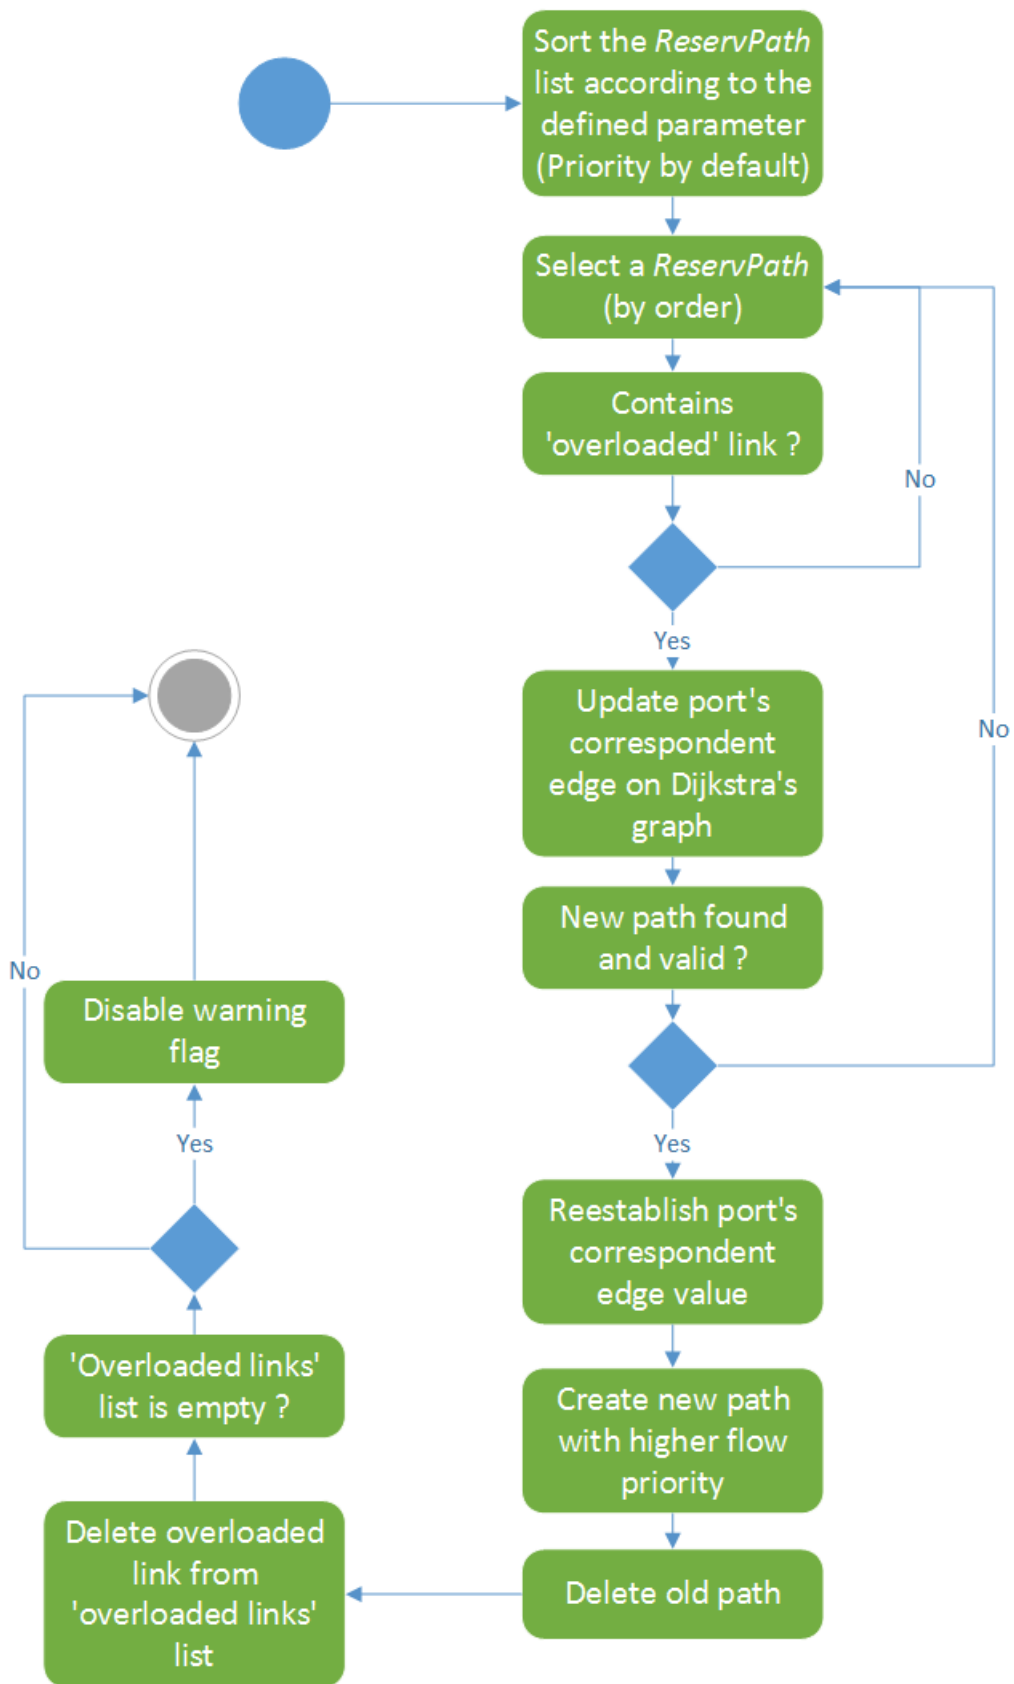 Sort the ReservPath
list according to the
defined parameter
(Priority by default)
Select a ReservPath
(by order)
Contains
'overloaded' link ?
No
Yes
Update port's
correspondent
edge on Dijkstra's
graph
No
New path found
and valid ?
Yes
Reestablish port's
correspondent
edge value
Create new path
with higher flow
priority
Delete old path
Delete overloaded
link from
'overloaded links'
list
'Overloaded links'
list is empty ?
Yes
No
Disable warning
flag